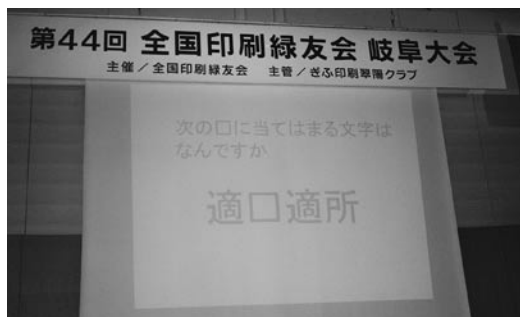 第44回 全国印刷緑友会 岐阜大会
主催／全国印刷緑友会　主管／ぎふ印刷翠陽クラブ
次の口に当てはまる文字は
なんですか
適口適所